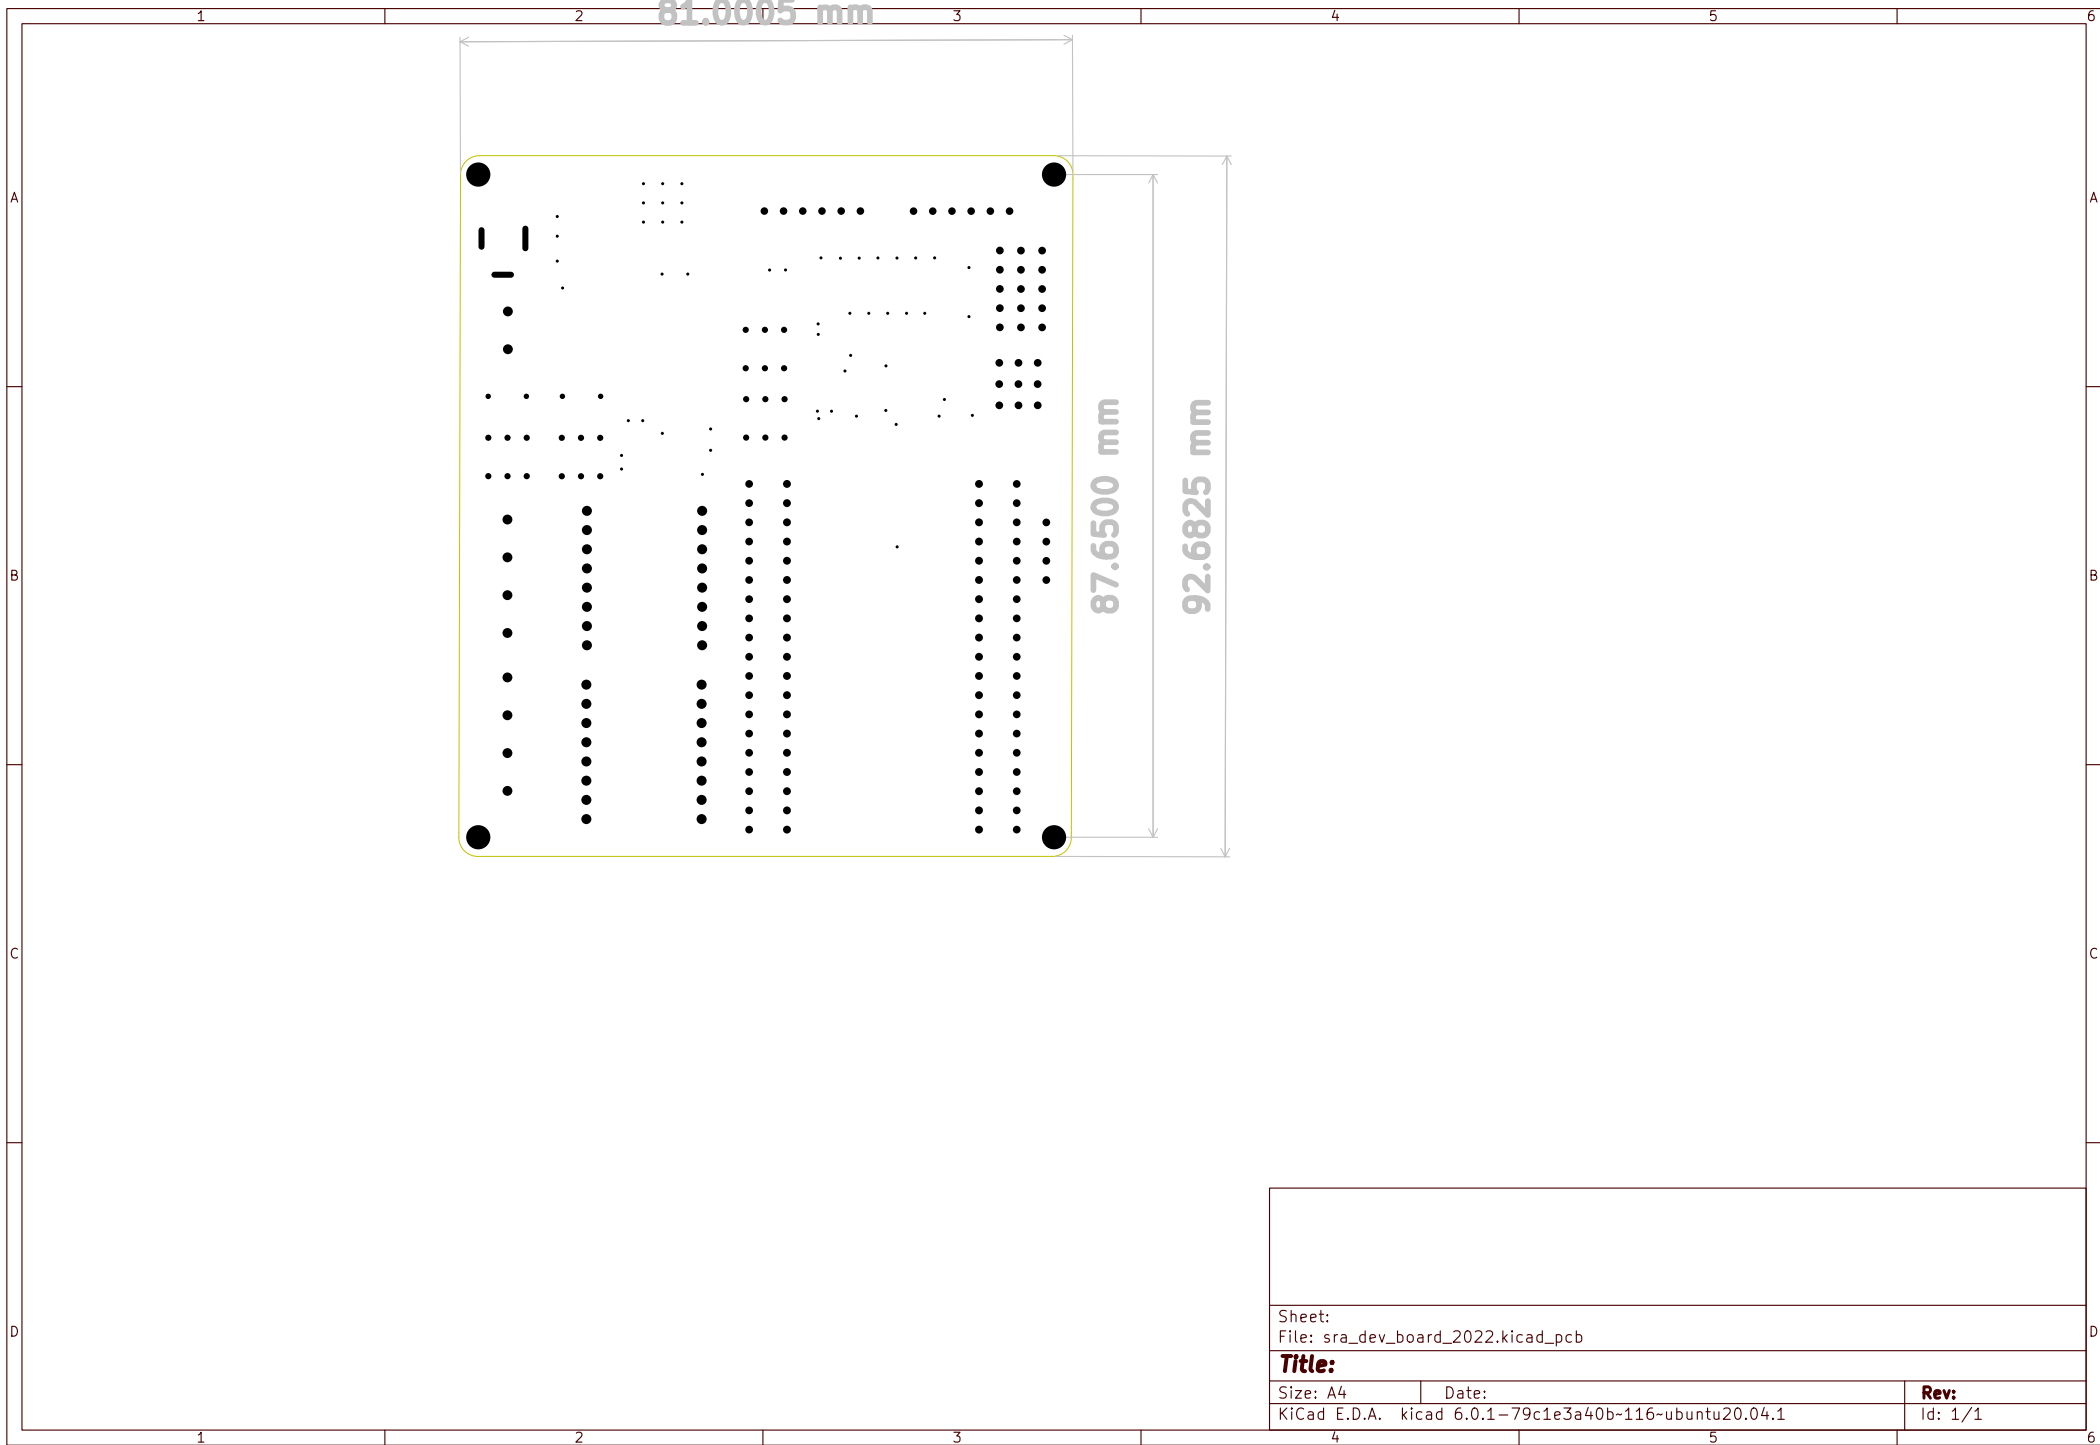 1 2 3 4 5 6
81.0005 mm
A A
87.6500 mm
92.6825 mm
B B
C C
Sheet:
File: sra_dev_board_2022.kicad_pcb
D D
Title:
Size: A4 Date: Rev:
KiCad E.D.A. kicad 6.0.1-79c1e3a40b~116~ubuntu20.04.1 Id: 1/1
1 2 3 4 5 6